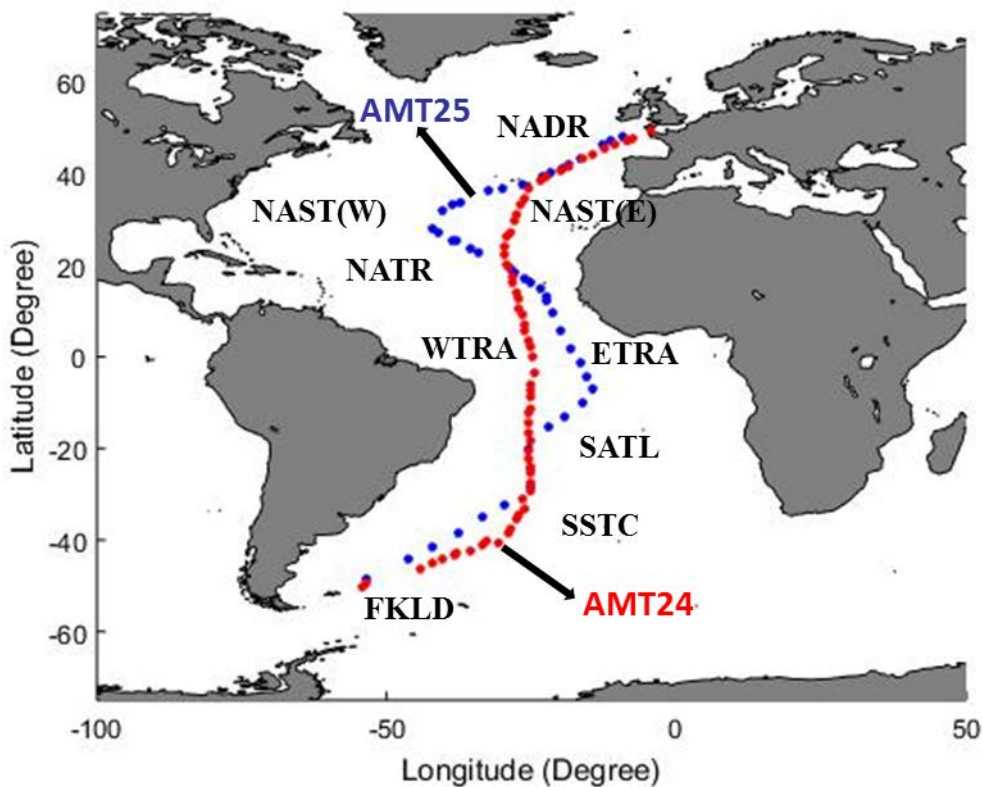 60
AMT25
NADR
40
NAST(W)
NAST(E)
20
NATR
WTRA
ETRA
0
SATL
-20
SSTC
-40
AMT24
FKLD
-60
-100
-50
0
50
Latitude (Degree)
Longitude (Degree)